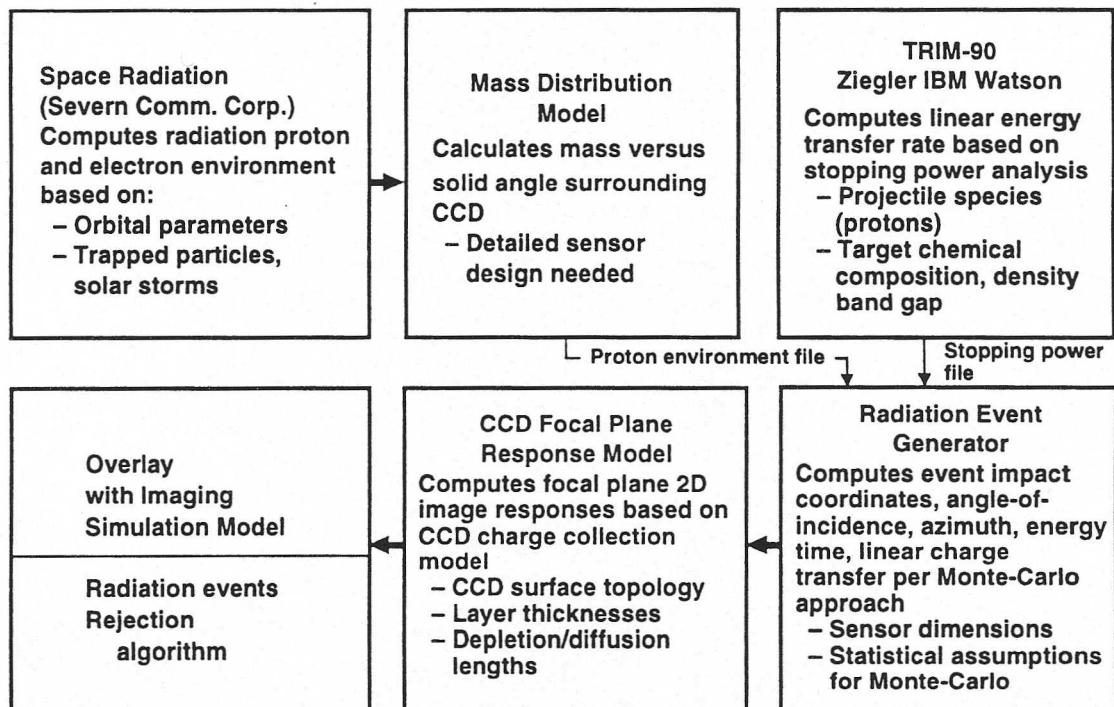 Space Radiation
(Severn Comm. Corp.)
Computes radiation proton
and electron environment
based on:
– Orbital parameters
– Trapped particles,
solar storms
Mass Distribution
Model
Calculates mass versus
solid angle surrounding
CCD
– Detailed sensor
design needed
TRIM-90
Ziegler IBM Watson
Computes linear energy
transfer rate based on
stopping power analysis
– Projectile species
(protons)
– Target chemical
composition, density
band gap
Proton environment file
Stopping power
file
Overlay
with Imaging
Simulation Model
Radiation events
Rejection
algorithm
CCD Focal Plane
Response Model
Computes focal plane 2D
image responses based on
CCD charge collection
model
– CCD surface topology
– Layer thicknesses
– Depletion/diffusion
lengths
Radiation Event
Generator
Computes event impact
coordinates, angle-of-
incidence, azimuth, energy
time, linear charge
transfer per Monte-Carlo
approach
– Sensor dimensions
– Statistical assumptions
for Monte-Carlo